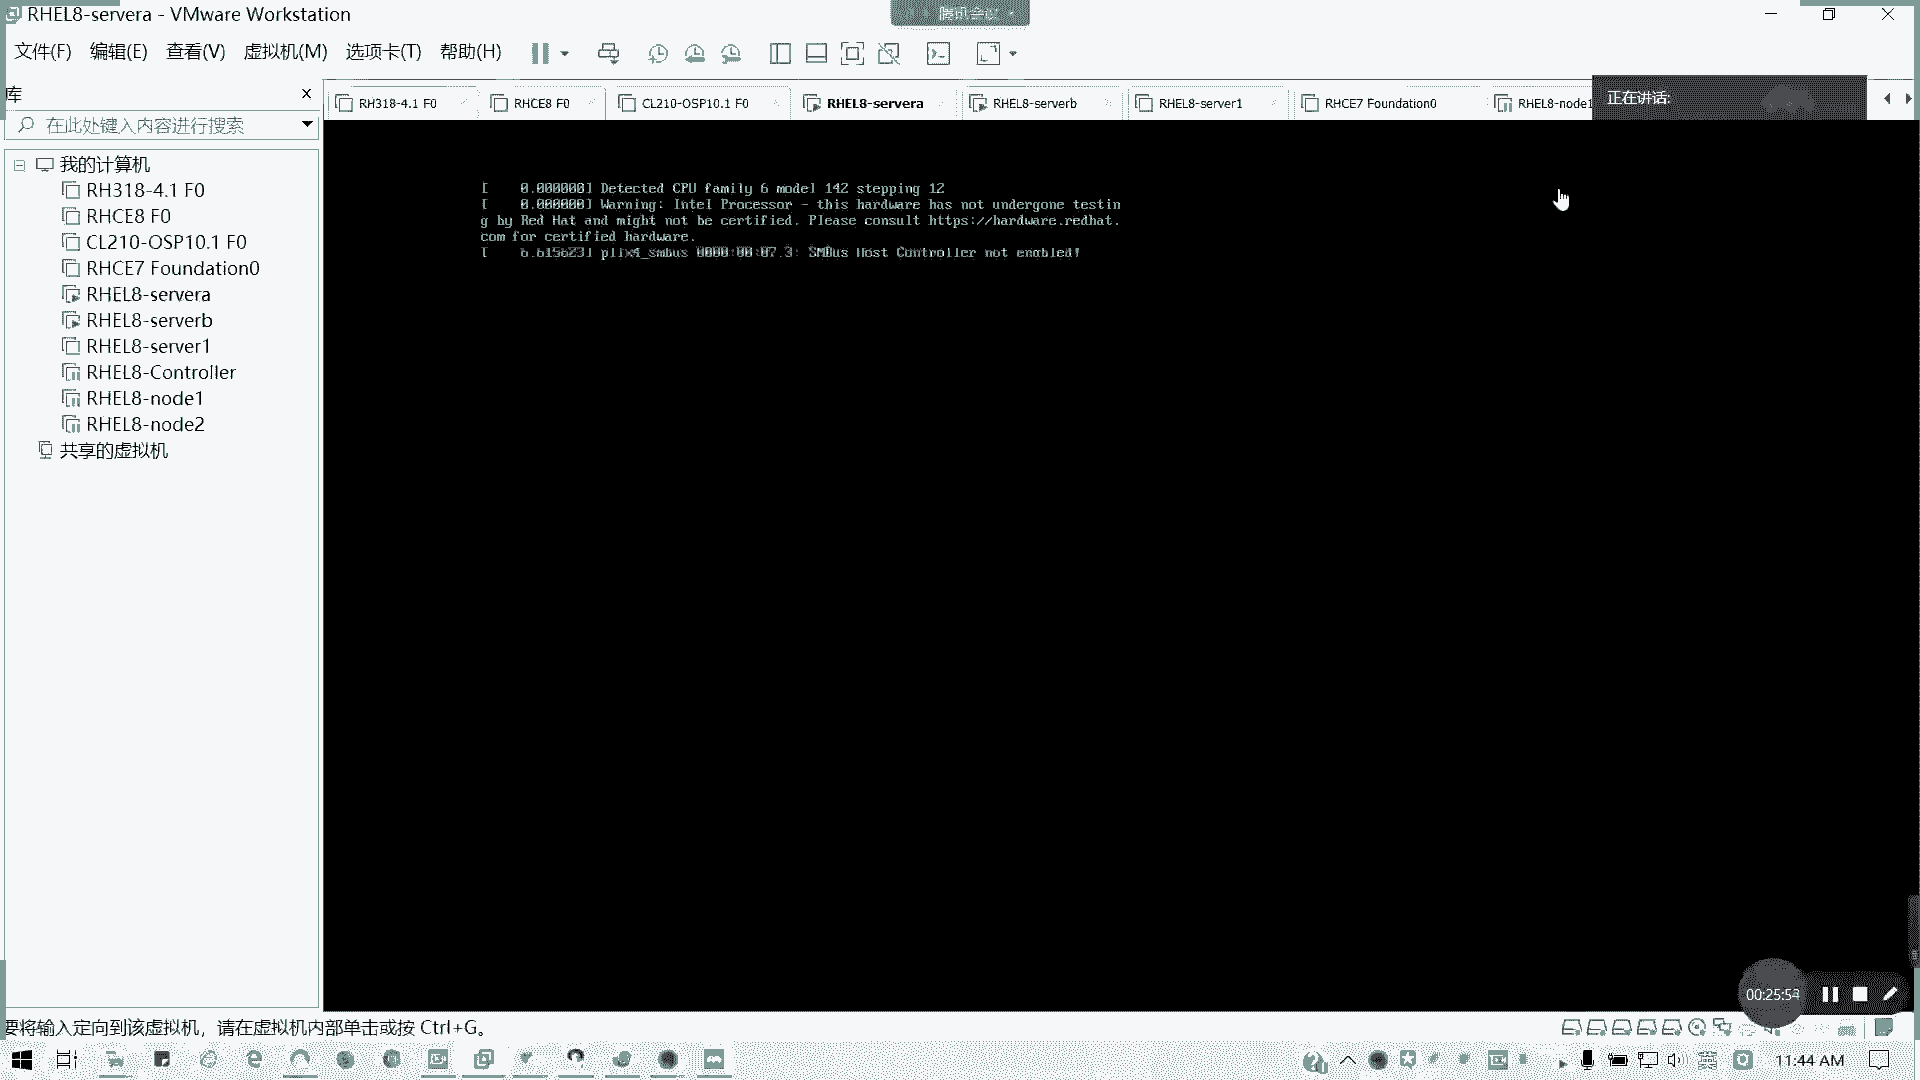 RHEL8-servera - VMware Workstation
腾讯会议
文件(F) 编辑(E) 查看(V) 虚拟机(M) 选项卡(T) 帮助(H)
库
在此处键入内容进行搜索
我的计算机
RH318-4.1 F0
RHCE8 F0
CL210-OSP10.1 F0
RHCE7 Foundation0
RHEL8-servera
RHEL8-serverb
RHEL8-server1
RHEL8-Controller
RHEL8-node1
RHEL8-node2
共享的虚拟机
RH318-4.1 F0 RHCE8 F0 CL210-OSP10.1 F0 RHEL8-servera RHEL8-serverb RHEL8-server1 RHCE7 Foundation0 RHEL8-node1
正在讲话:
[ 0.000000] Detected CPU family 6 model 142 stepping 12
[ 0.000000] Warning: Intel Processor - this hardware has not undergone testin
g by Red Hat and might not be certified. Please consult https://hardware.redhat.
com for certified hardware.
[ 6.615623] piix4_smbus 0000:00:07.3: SMBus Host Controller not enabled!
00:25:54
要将输入定向到该虚拟机，请在虚拟机内部单击或按 Ctrl+G。
英
11:44 AM